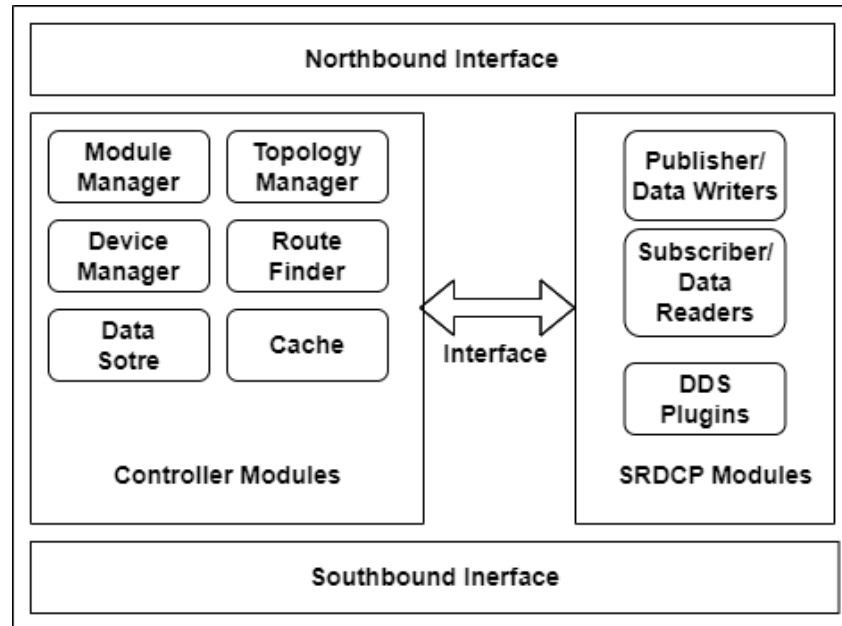 Northbound Interface
Module
Manager
Topology
Manager
Device
Manager
Route
Finder
Data
Sotre
Cache
Controller Modules
Interface
Publisher/
Data Writers
Subscriber/
Data
Readers
DDS
Plugins
SRDCP Modules
Southbound Inerface